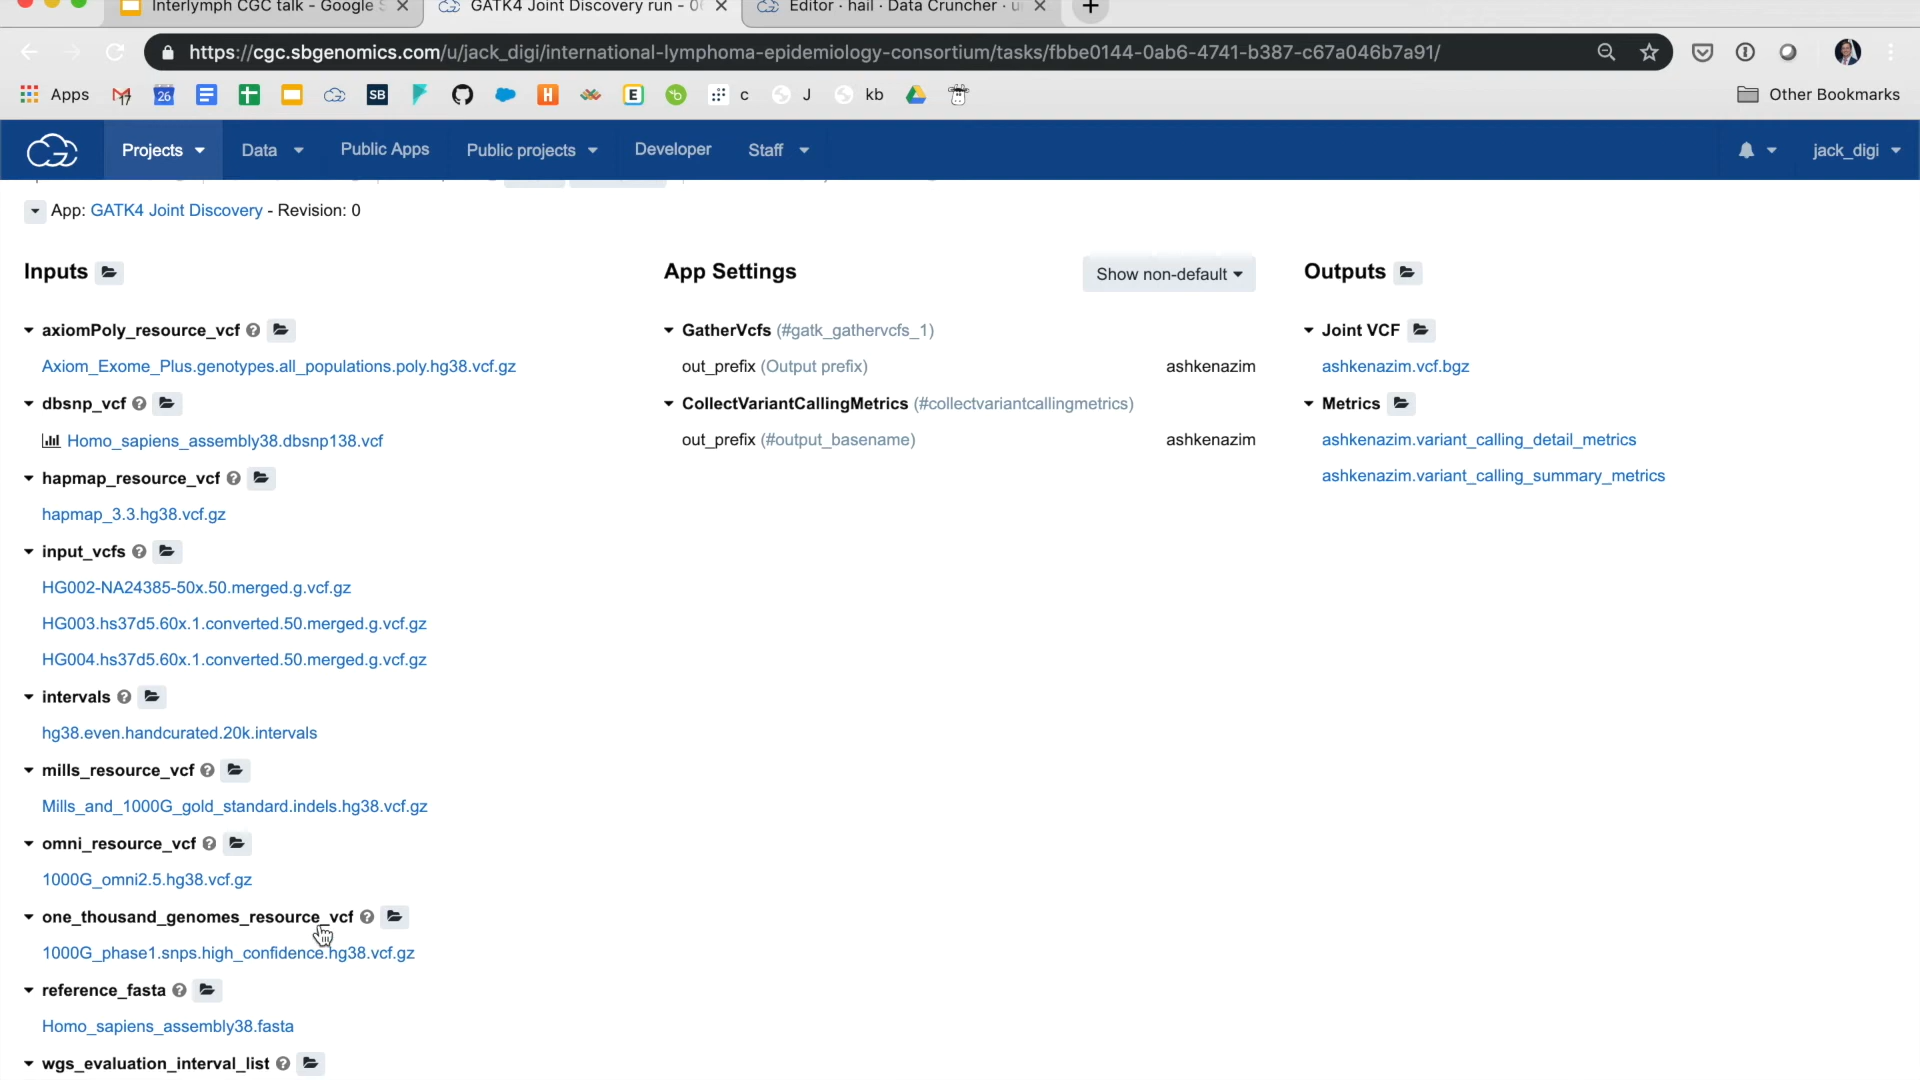 Interlymph CGC talk - Google S
GATK4 Joint Discovery run - 06
Editor · hail · Data Cruncher · u
https://cgc.sbgenomics.com/u/jack_digi/international-lymphoma-epidemiology-consortium/tasks/fbbe0144-0ab6-4741-b387-c67a046b7a91/
Apps
26
SB
H
E
c
J
kb
Other Bookmarks
Projects
Data
Public Apps
Public projects
Developer
Staff
jack_digi
App: GATK4 Joint Discovery - Revision: 0
Inputs
App Settings
Show non-default
Outputs
axiomPoly_resource_vcf ?
GatherVcfs (#gatk_gathervcfs_1)
Joint VCF
Axiom_Exome_Plus.genotypes.all_populations.poly.hg38.vcf.gz
out_prefix (Output prefix) ashkenazim
ashkenazim.vcf.bgz
dbsnp_vcf ?
CollectVariantCallingMetrics (#collectvariantcallingmetrics)
Metrics
Homo_sapiens_assembly38.dbsnp138.vcf
out_prefix (#output_basename) ashkenazim
ashkenazim.variant_calling_detail_metrics
hapmap_resource_vcf ?
ashkenazim.variant_calling_summary_metrics
hapmap_3.3.hg38.vcf.gz
input_vcfs ?
HG002-NA24385-50x.50.merged.g.vcf.gz
HG003.hs37d5.60x.1.converted.50.merged.g.vcf.gz
HG004.hs37d5.60x.1.converted.50.merged.g.vcf.gz
intervals ?
hg38.even.handcurated.20k.intervals
mills_resource_vcf ?
Mills_and_1000G_gold_standard.indels.hg38.vcf.gz
omni_resource_vcf ?
1000G_omni2.5.hg38.vcf.gz
one_thousand_genomes_resource_vcf ?
1000G_phase1.snps.high_confidence.hg38.vcf.gz
reference_fasta ?
Homo_sapiens_assembly38.fasta
wgs_evaluation_interval_list ?